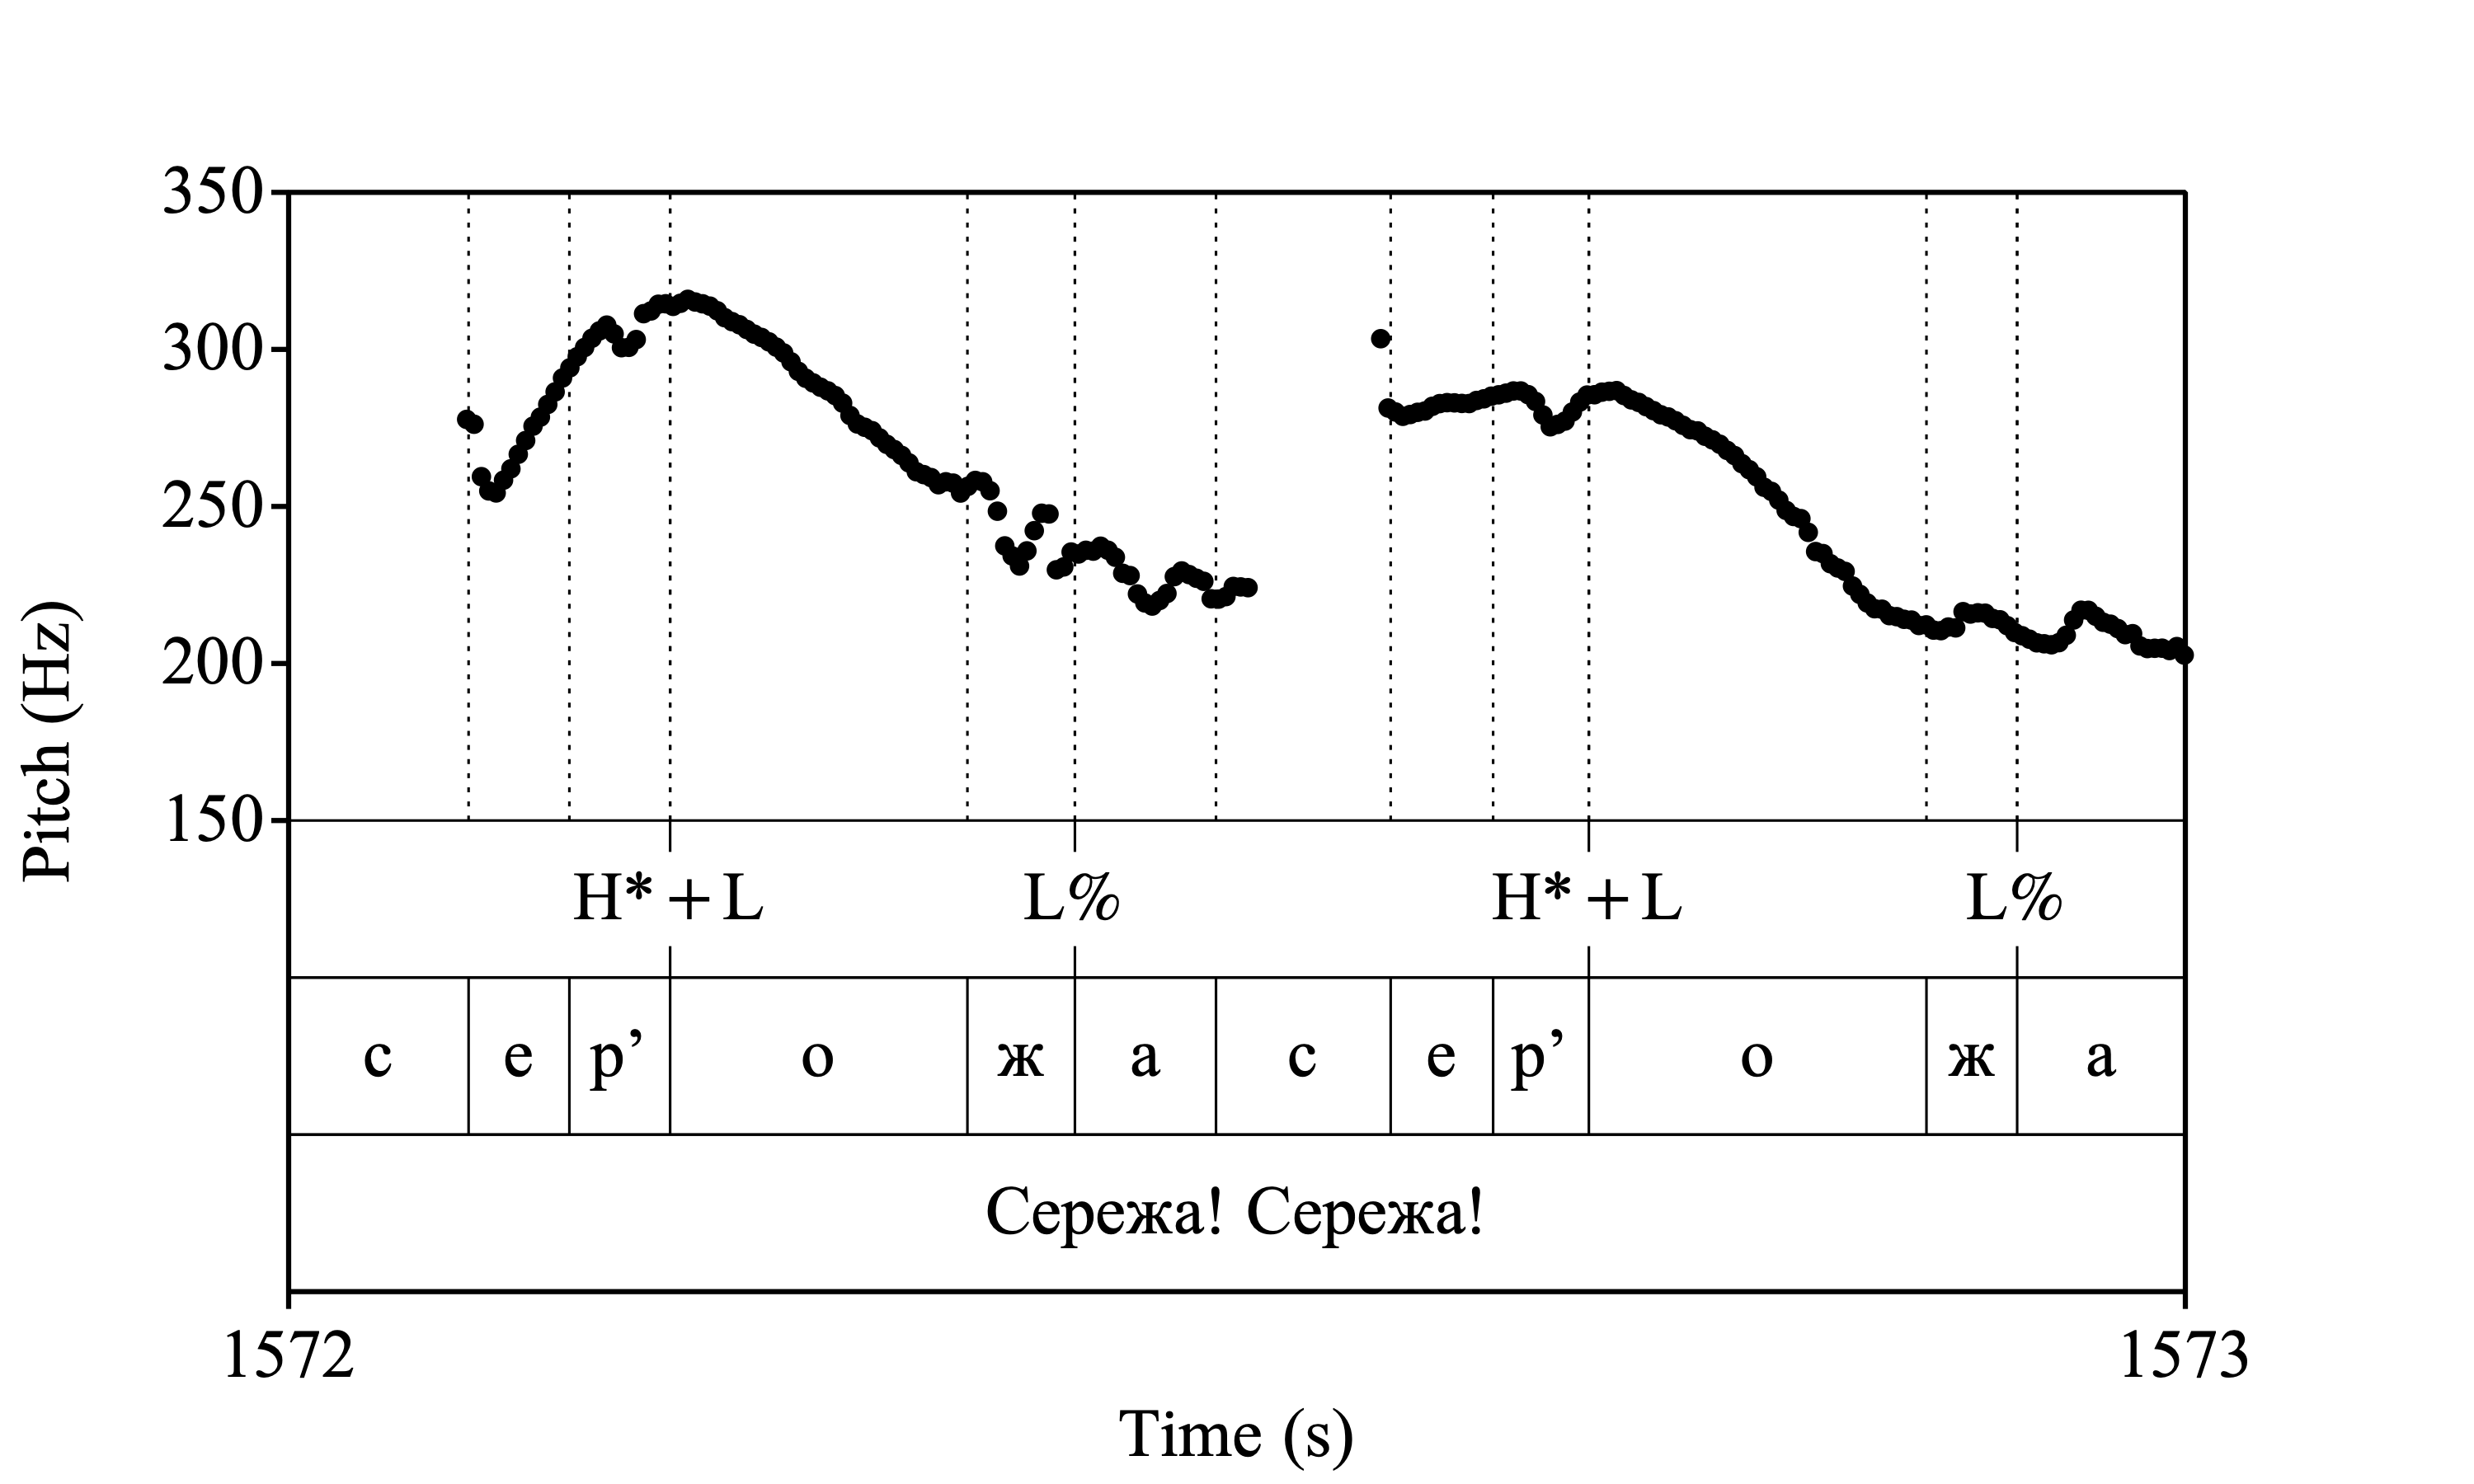 350
300
250
200
150
Pitch (Hz)
H*+L L% H*+L L%
с е р’ о ж а с е р’ о ж а
Сережа! Сережа!
1572 1573
Time (s)